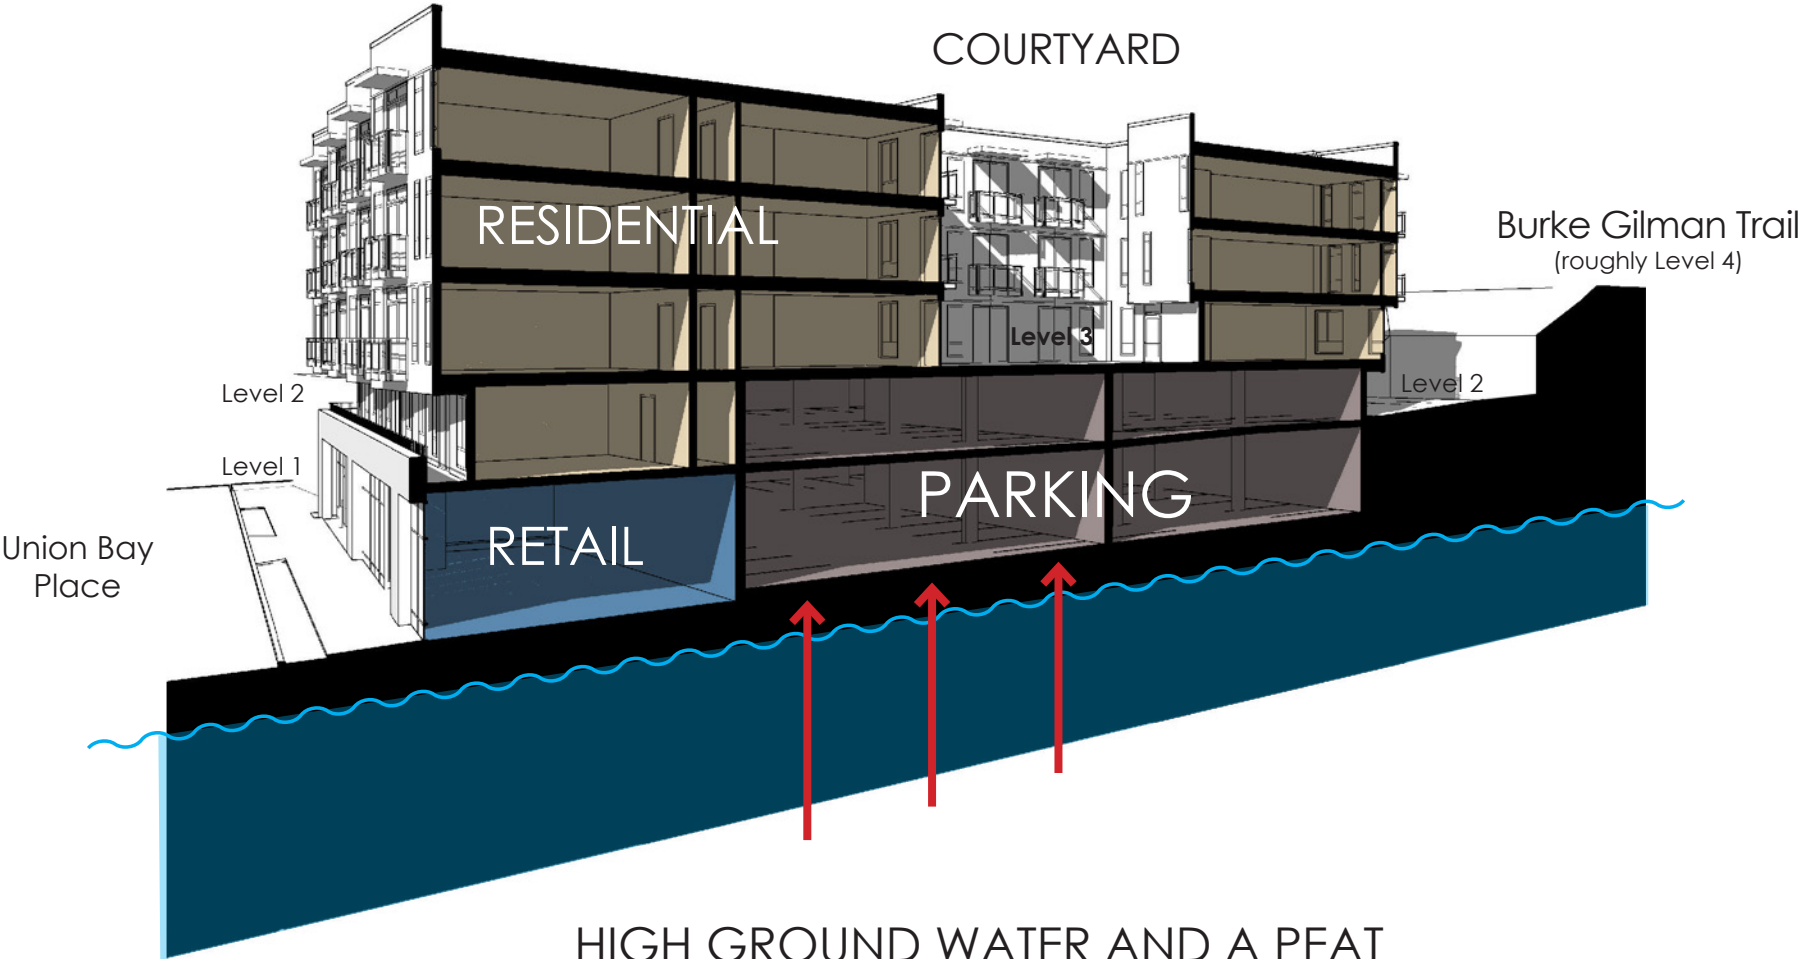 COURTYARD
RESIDENTIAL
Burke Gilman Trail
(roughly Level 4)
Level 3
Level 2
Level 2
Level 1
PARKING
RETAIL
Union Bay
Place
HIGH GROUND WATER AND A PEAT